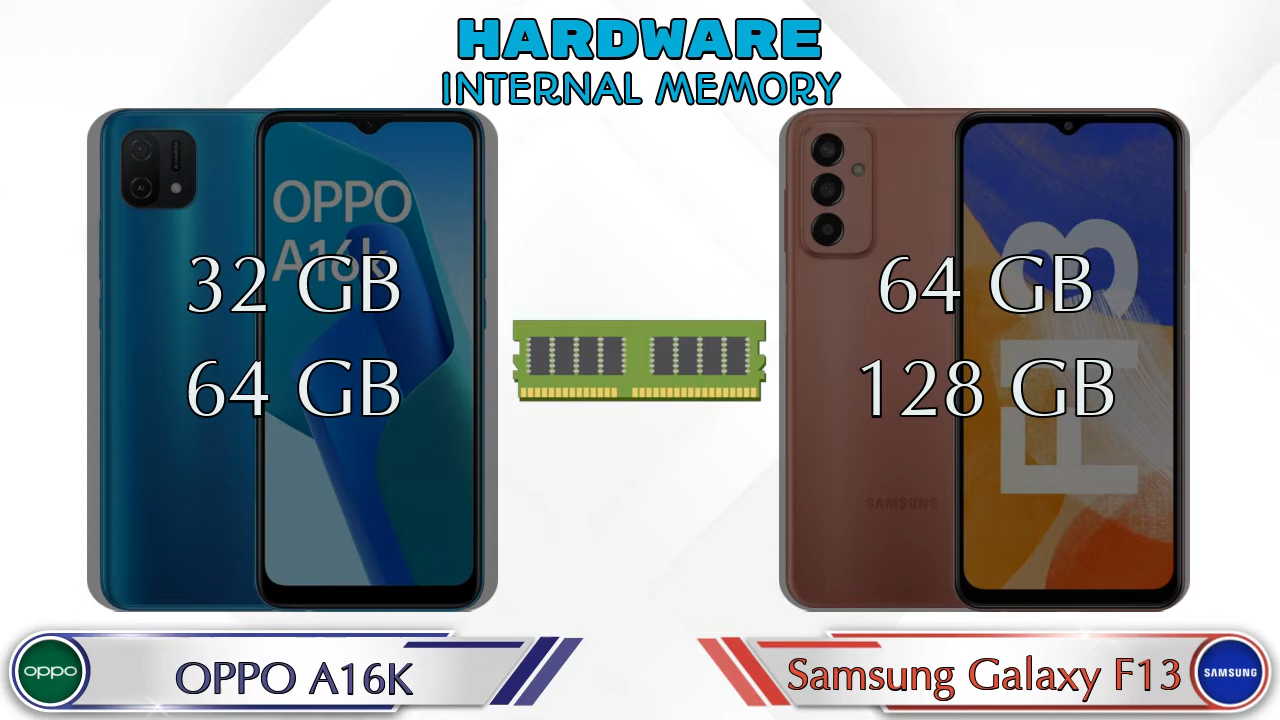 HARDWARE
INTERNAL MEMORY
OPPO
A16k
32 GB
64 GB
AI
F13
64 GB
128 GB
SAMSUNG
oppo
OPPO A16K
Samsung Galaxy F13
SAMSUNG